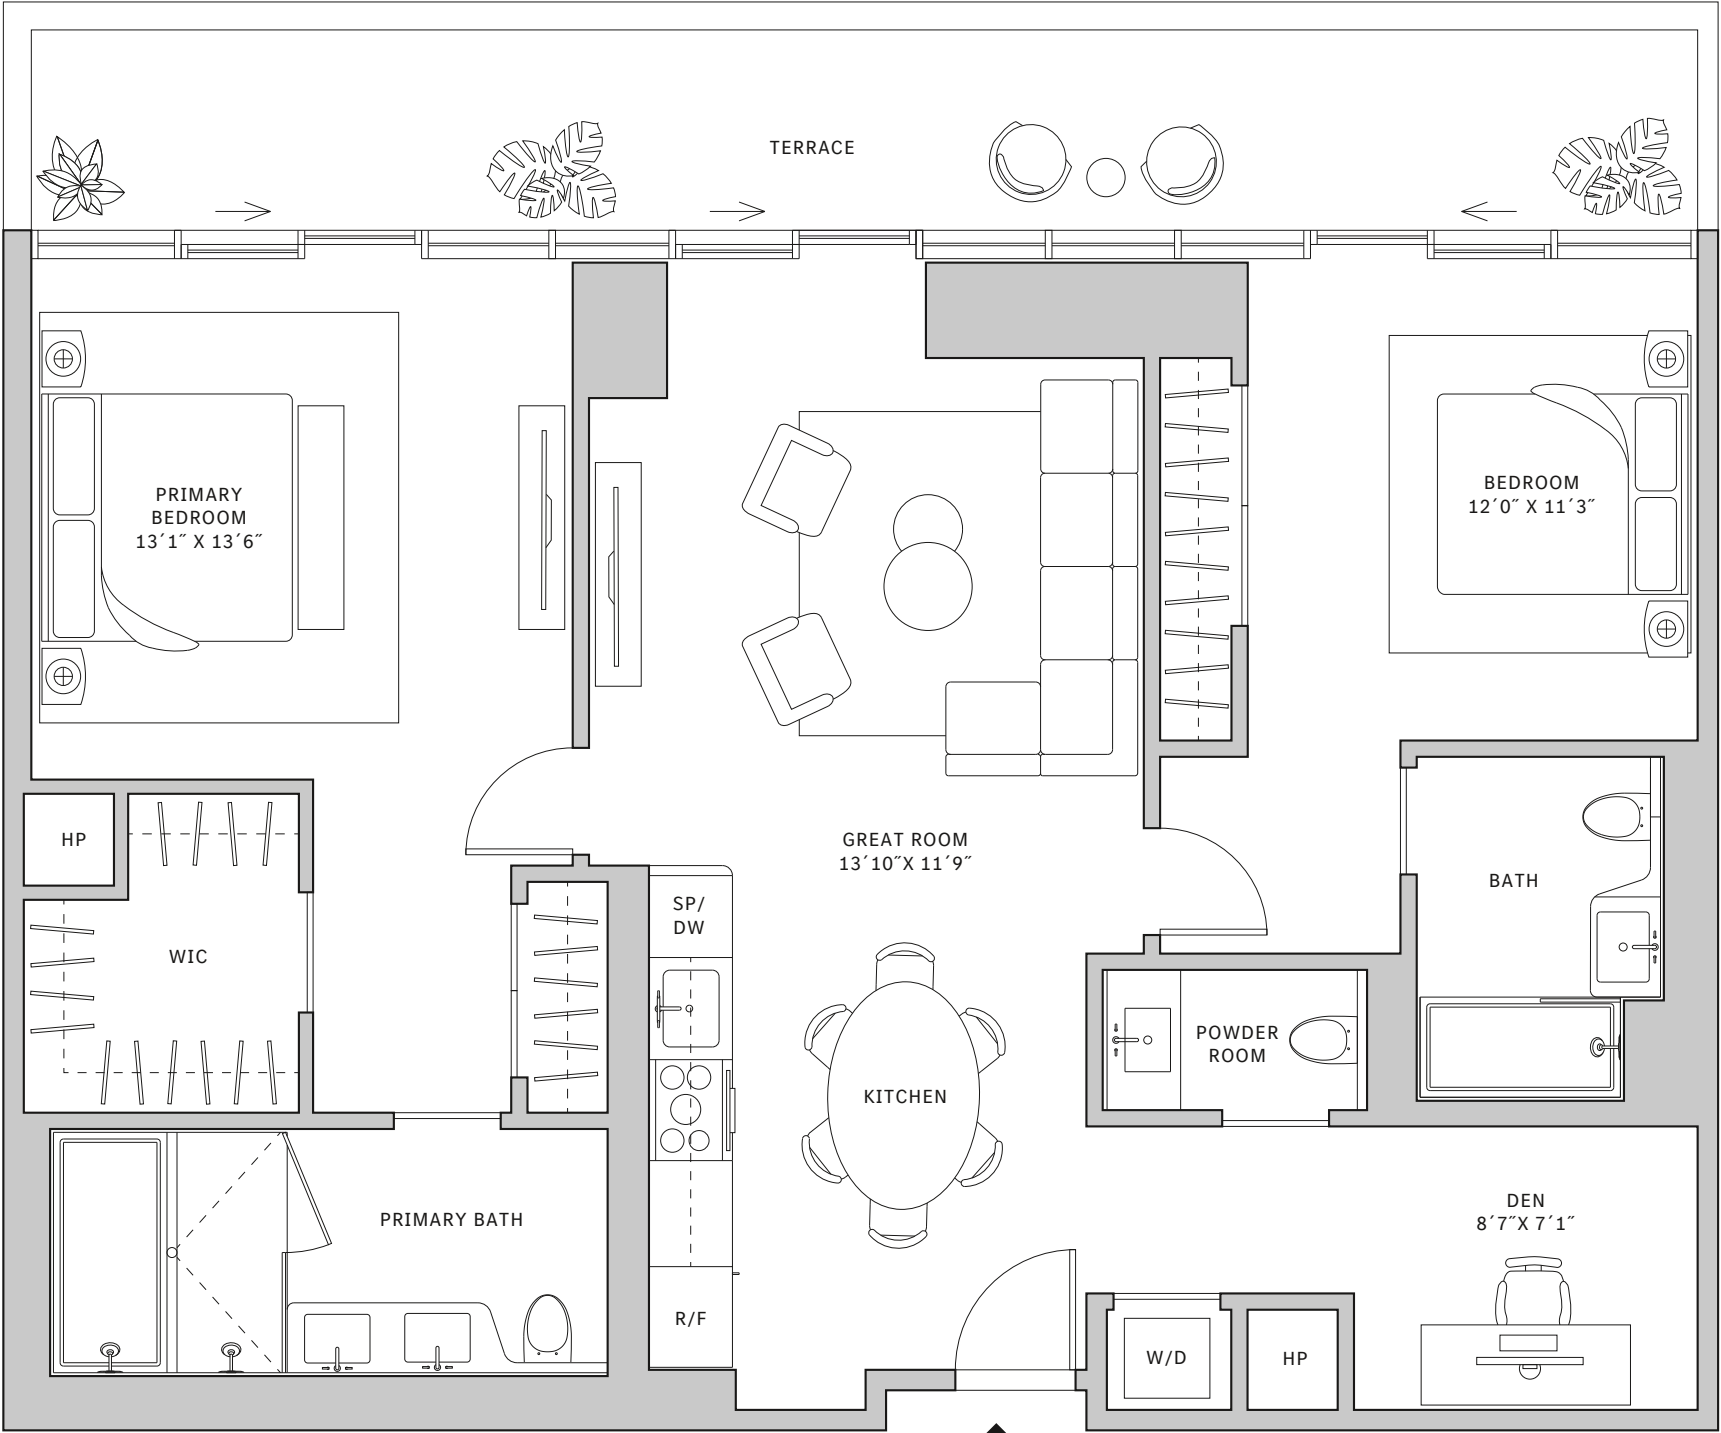 TERRACE
PRIMARY
BEDROOM
13´1˝ X 13´6˝
BEDROOM
12´0˝ X 11´3˝
HP
GREAT ROOM
13´10˝X 11´9˝
BATH
SP/
DW
WIC
POWDER
ROOM
KITCHEN
PRIMARY BATH
DEN
8´7˝X 7´1˝
R/F
W/D
HP